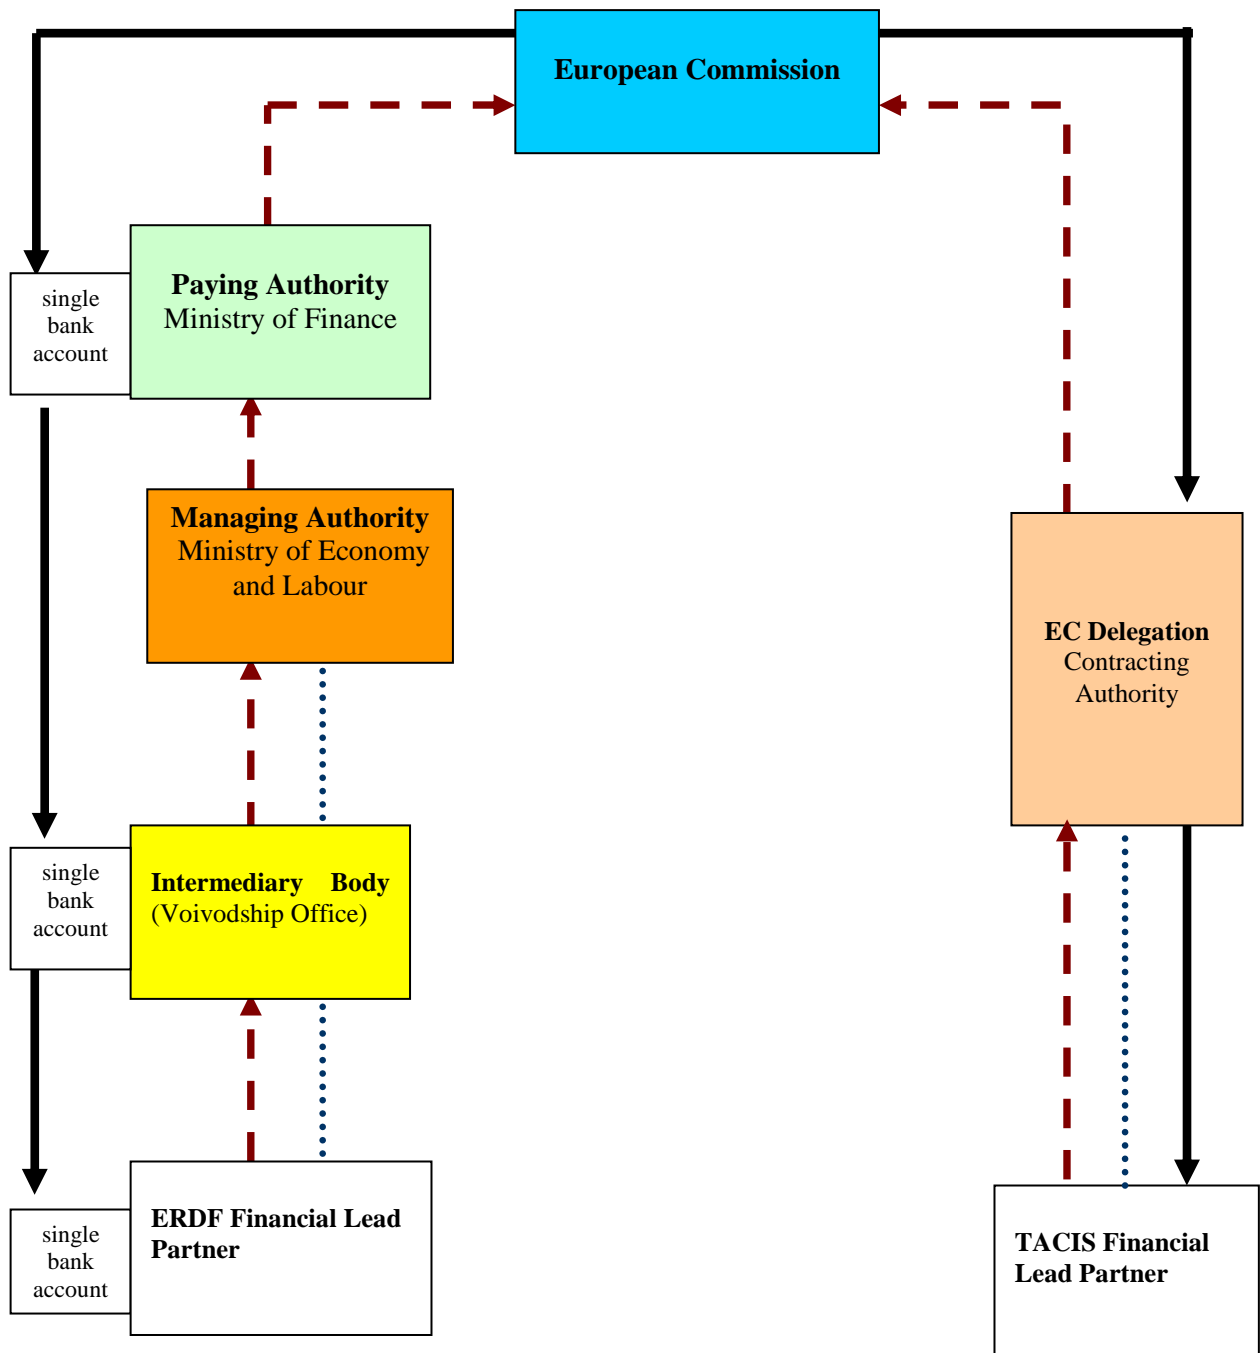 European Commission
single
bank
account
Paying Authority
Ministry of Finance
Managing Authority
Ministry of Economy
and Labour
EC Delegation
Contracting
Authority
single
bank
account
Intermediary Body
(Voivodship Office)
single
bank
account
ERDF Financial Lead
Partner
TACIS Financial
Lead Partner